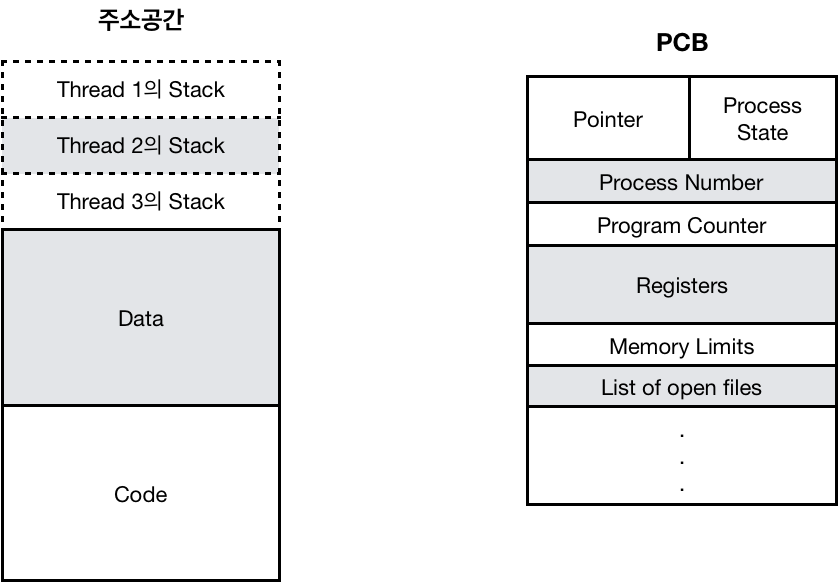 주소공간
Thread 1의 Stack
Thread 2의 Stack
Thread 3의 Stack
Data
Code
PCB
Pointer
Process
State
Process Number
Program Counter
Registers
Memory Limits
List of open files
.
.
.